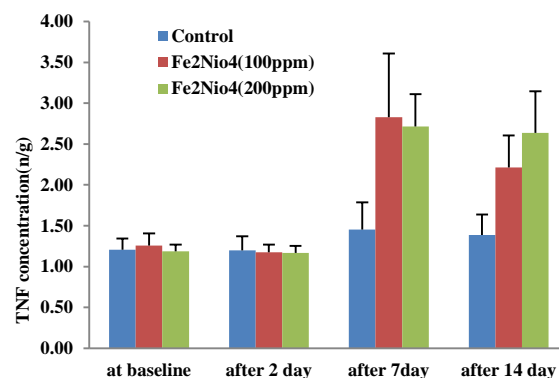 4.00
3.50
3.00
2.50
2.00
1.50
1.00
0.50
0.00
TNF concentration(n/g)
Control
Fe2Nio4(100ppm)
Fe2Nio4(200ppm)
at baseline after 2 day after 7day after 14 day